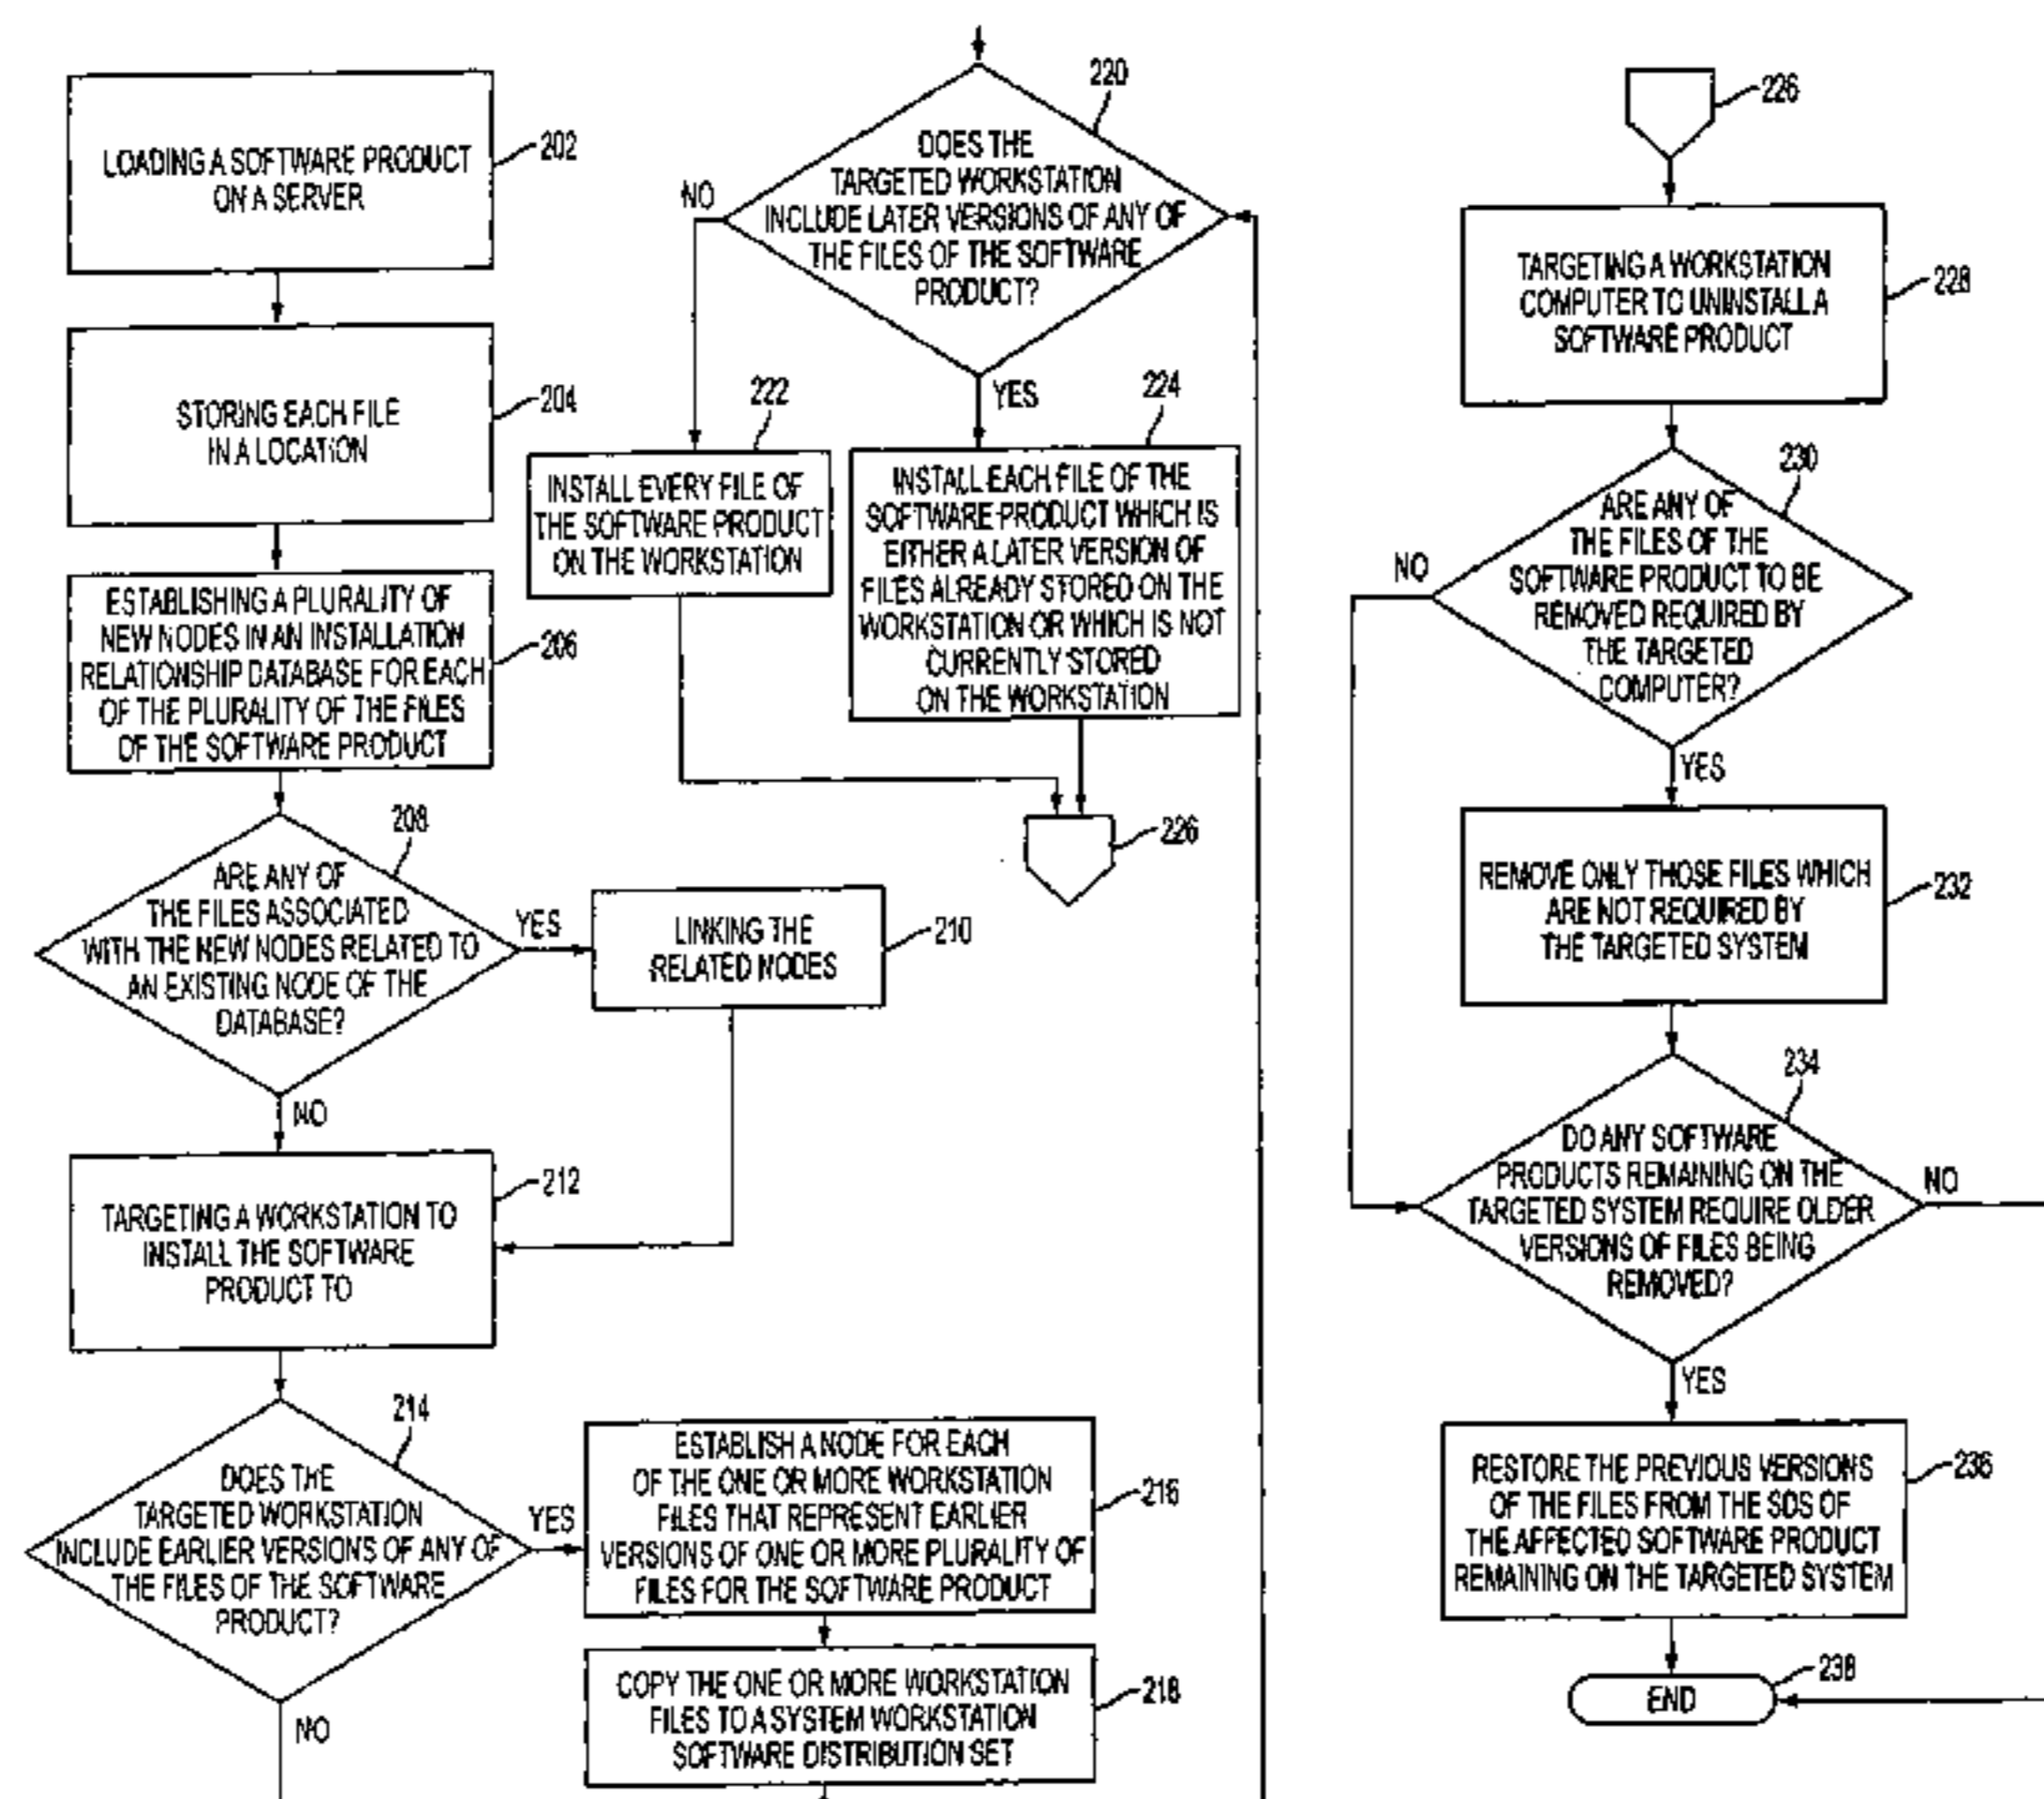 LOADING A SOFTWARE PRODUCT
ON A SERVER
202
STORING EACH FILE
IN A LOCATION
204
ESTABLISHING A PLURALITY OF
NEW NODES IN AN INSTALLATION
RELATIONSHIP DATABASE FOR EACH
OF THE PLURALITY OF THE FILES
OF THE SOFTWARE PRODUCT
206
208
ARE ANY OF
THE FILES ASSOCIATED
WITH THE NEW NODES RELATED TO
AN EXISTING NODE OF THE
DATABASE?
YES
NO
LINKING THE
RELATED NODES
210
TARGETING A WORKSTATION TO
INSTALL THE SOFTWARE
PRODUCT TO
212
214
DOES THE
TARGETED WORKSTATION
INCLUDE EARLIER VERSIONS OF ANY OF
THE FILES OF THE SOFTWARE
PRODUCT?
YES
NO
ESTABLISH A NODE FOR EACH
OF THE ONE OR MORE WORKSTATION
FILES THAT REPRESENT EARLIER
VERSIONS OF ONE OR MORE PLURALITY OF
FILES FOR THE SOFTWARE PRODUCT
216
COPY THE ONE OR MORE WORKSTATION
FILES TO A SYSTEM WORKSTATION
SOFTWARE DISTRIBUTION SET
218
220
DOES THE
TARGETED WORKSTATION
INCLUDE LATER VERSIONS OF ANY OF
THE FILES OF THE SOFTWARE
PRODUCT?
NO
YES
222
INSTALL EVERY FILE OF
THE SOFTWARE PRODUCT
ON THE WORKSTATION
224
INSTALL EACH FILE OF THE
SOFTWARE PRODUCT WHICH IS
EITHER A LATER VERSION OF
FILES ALREADY STORED ON THE
WORKSTATION OR WHICH IS NOT
CURRENTLY STORED
ON THE WORKSTATION
226
226
TARGETING A WORKSTATION
COMPUTER TO UNINSTALL A
SOFTWARE PRODUCT
228
230
ARE ANY OF
THE FILES OF THE
SOFTWARE PRODUCT TO BE
REMOVED REQUIRED BY
THE TARGETED
COMPUTER?
NO
YES
REMOVE ONLY THOSE FILES WHICH
ARE NOT REQUIRED BY
THE TARGETED SYSTEM
232
234
DO ANY SOFTWARE
PRODUCTS REMAINING ON THE
TARGETED SYSTEM REQUIRE OLDER
VERSIONS OF FILES BEING
REMOVED?
NO
YES
RESTORE THE PREVIOUS VERSIONS
OF THE FILES FROM THE SDS OF
THE AFFECTED SOFTWARE PRODUCT
REMAINING ON THE TARGETED SYSTEM
236
END
238